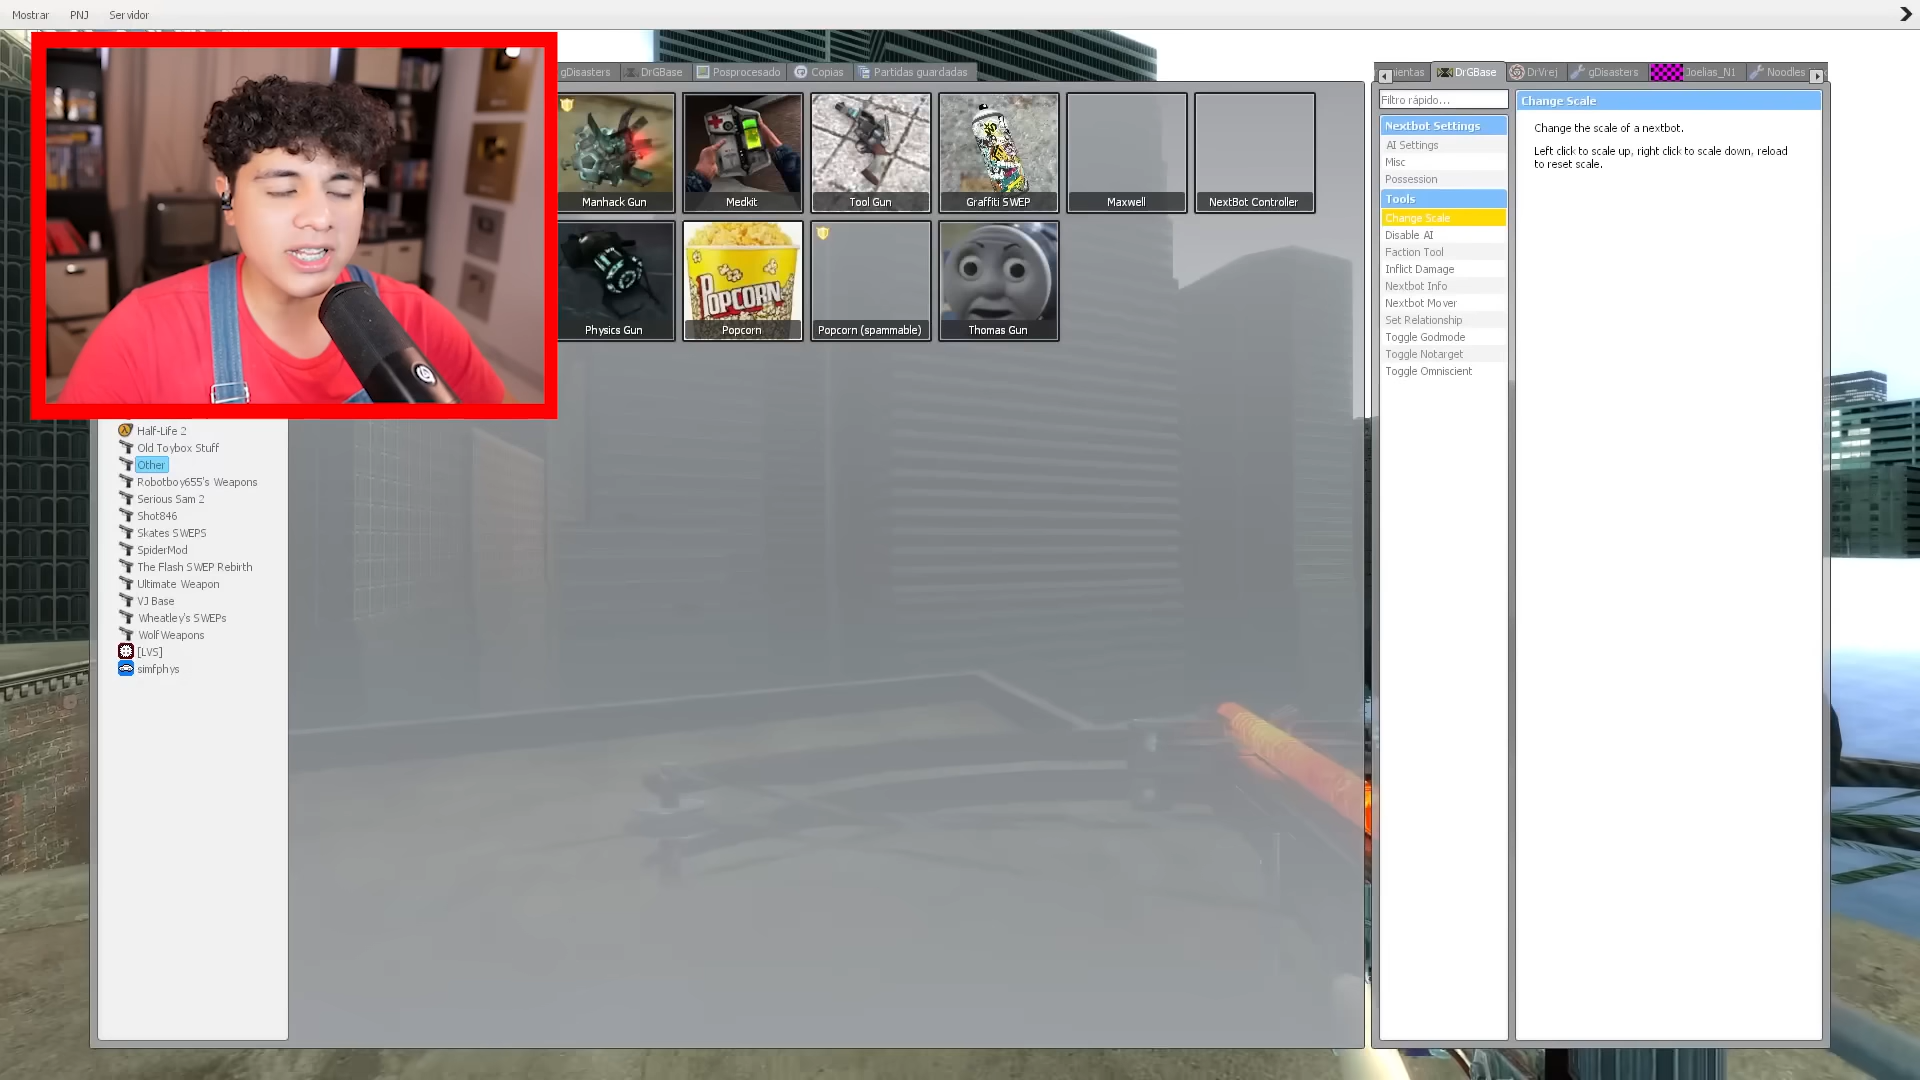 Mostrar PNJ Servidor
gDisasters DrGBase Posprocesado Copias Partidas guardadas
Manhack Gun Medkit Tool Gun Graffiti SWEP Maxwell NextBot Controller
POPCORN
Physics Gun Popcorn Popcorn (spammable) Thomas Gun
Half-Life 2
Old Toybox Stuff
Other
Robotboy655's Weapons
Serious Sam 2
Shot846
Skates SWEPS
SpiderMod
The Flash SWEP Rebirth
Ultimate Weapon
VJ Base
Wheatley's SWEPs
WolfWeapons
[LVS]
simfphys
ientas DrGBase DrVrej gDisasters Joelias_N1 Noodles
Filtro rápido...
Nextbot Settings
AI Settings
Misc
Possession
Tools
Change Scale
Disable AI
Faction Tool
Inflict Damage
Nextbot Info
Nextbot Mover
Set Relationship
Toggle Godmode
Toggle Notarget
Toggle Omniscient
Change Scale
Change the scale of a nextbot.
Left click to scale up, right click to scale down, reload
to reset scale.